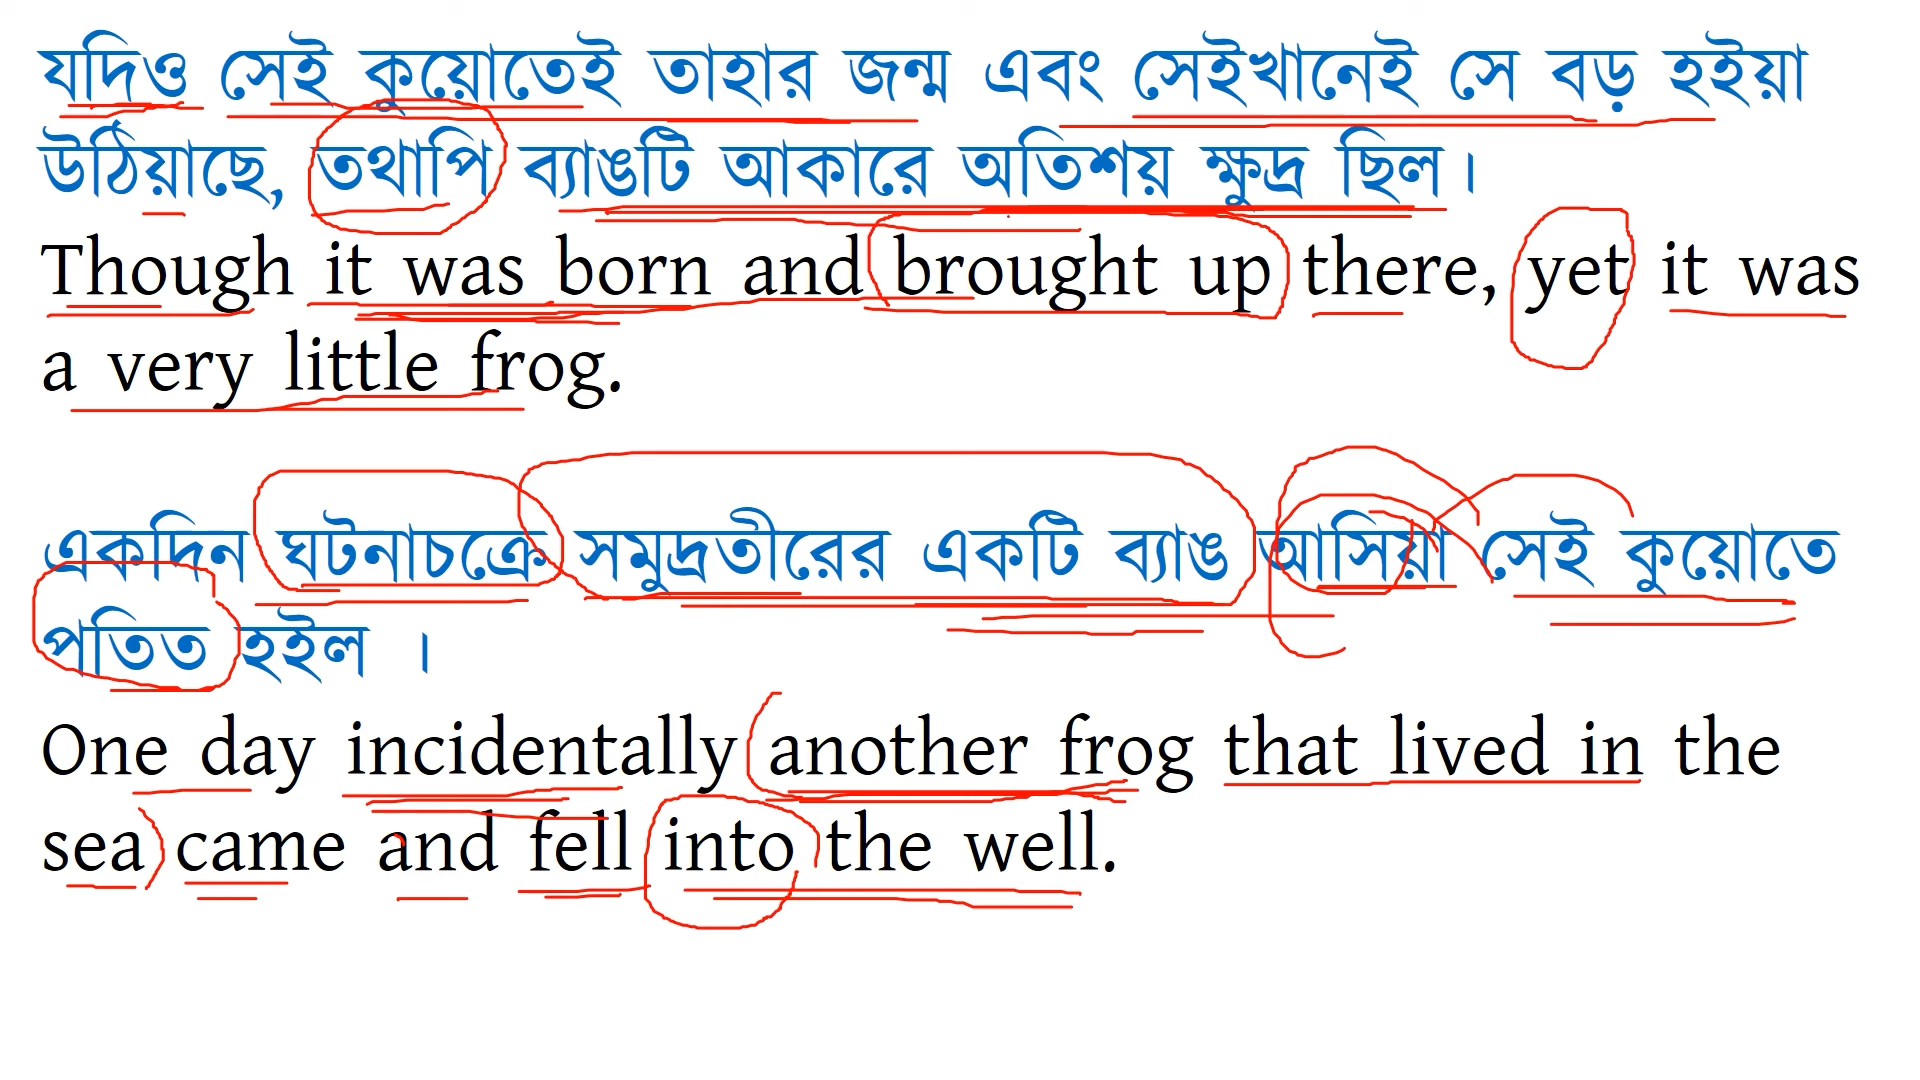 যদিও সেই কুয়োতেই তাহার জন্ম এবং সেইখানেই সে বড় হইয়া
উঠিয়াছে, তথাপি ব্যাঙটি আকারে অতিশয় ক্ষুদ্র ছিল।
Though it was born and brought up there, yet it was
a very little frog.
একদিন ঘটনাচক্রে সমুদ্রতীরের একটি ব্যাঙ আসিয়া সেই কুয়োতে
পতিত হইল ।
One day incidentally another frog that lived in the
sea came and fell into the well.